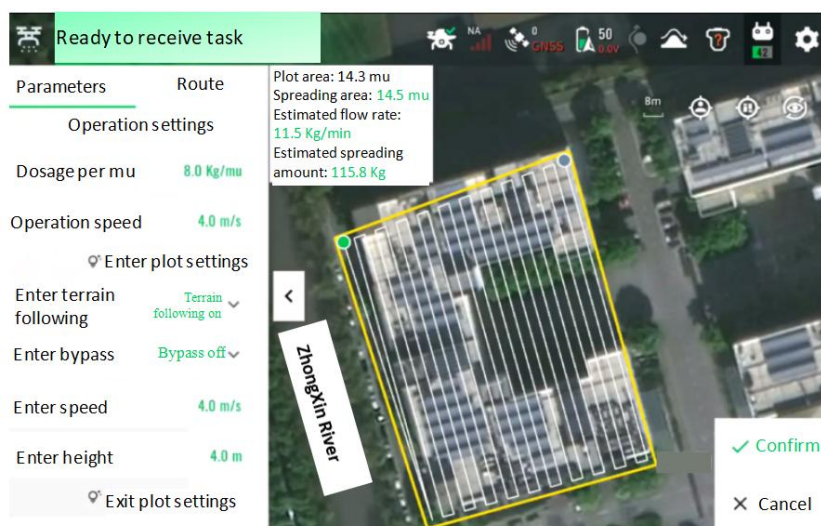 Ready to receive task
NA
0
GNSS
50
0.0V
42
Parameters
Route
Operation settings
Dosage per mu
8.0 Kg/mu
Operation speed
4.0 m/s
Enter plot settings
Enter terrain
following
Terrain
following on
Enter bypass
Bypass off
Enter speed
4.0 m/s
Enter height
4.0 m
Exit plot settings
Plot area: 14.3 mu
Spreading area: 14.5 mu
Estimated flow rate:
11.5 Kg/min
Estimated spreading
amount: 115.8 Kg
8m
ZhongXin River
Confirm
Cancel